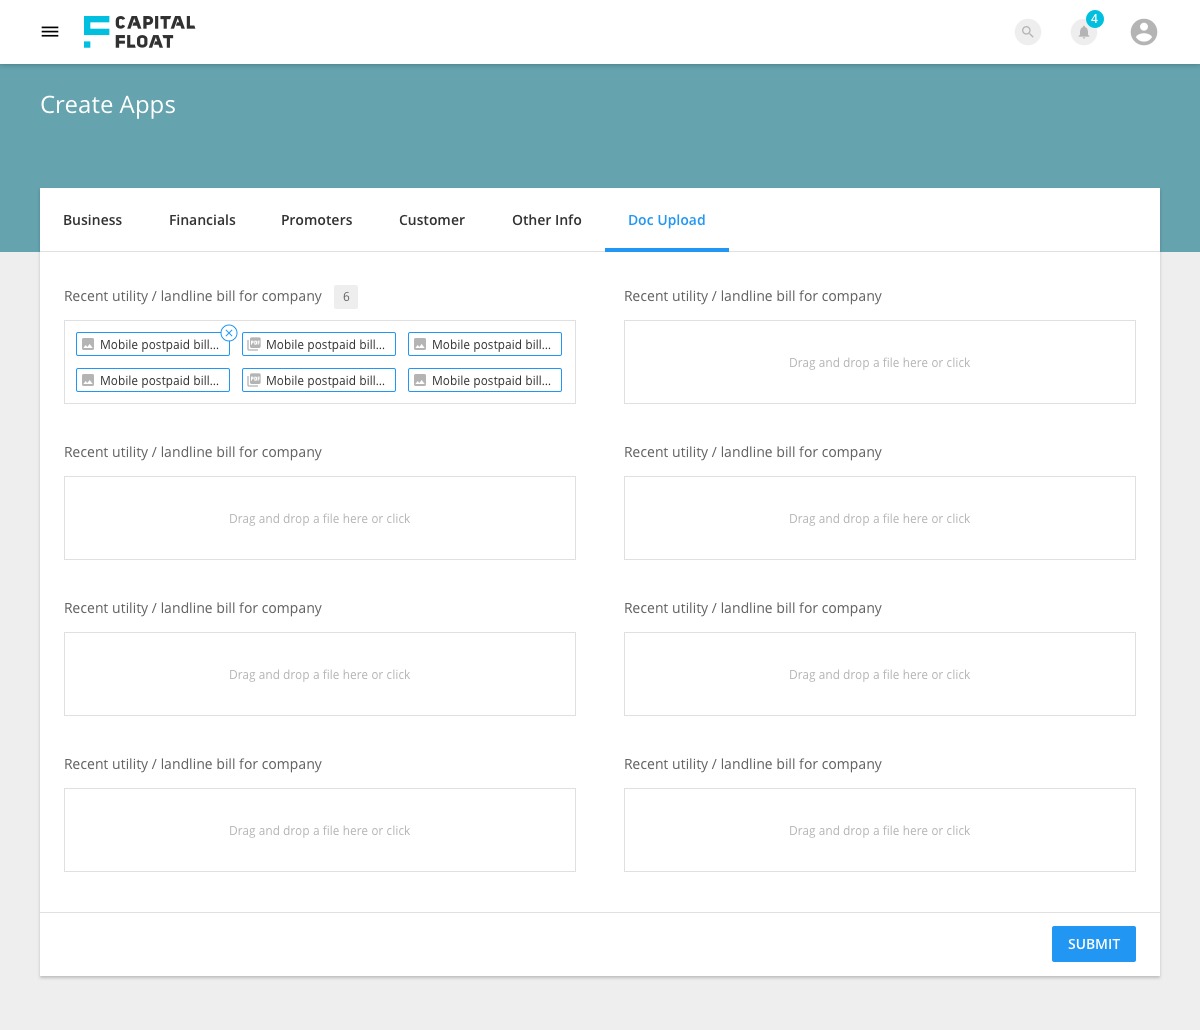 CAPITAL
FLOAT
4
Create Apps
Business Financials Promoters Customer Other Info Doc Upload
Recent utility / landline bill for company 6
Mobile postpaid bill... PDF Mobile postpaid bill... Mobile postpaid bill...
Mobile postpaid bill... PDF Mobile postpaid bill... Mobile postpaid bill...
Recent utility / landline bill for company
Drag and drop a file here or click
Recent utility / landline bill for company
Drag and drop a file here or click
Recent utility / landline bill for company
Drag and drop a file here or click
Recent utility / landline bill for company
Drag and drop a file here or click
Recent utility / landline bill for company
Drag and drop a file here or click
Recent utility / landline bill for company
Drag and drop a file here or click
Recent utility / landline bill for company
Drag and drop a file here or click
SUBMIT